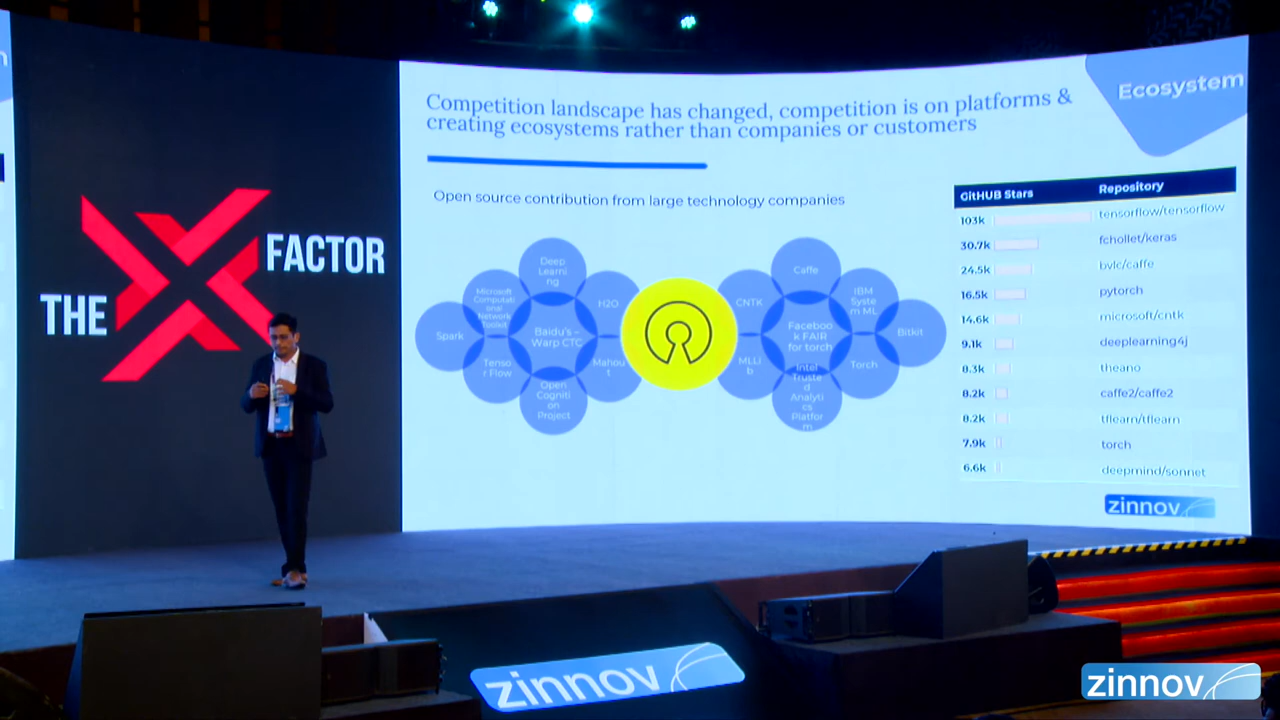 THE
FACTOR
Competition landscape has changed, competition is on platforms &
creating ecosystems rather than companies or customers
Ecosystem
Open source contribution from large technology companies
Spark
Microsoft
Computati
onal
Network
Toolkit
Deep
Learni
ng
H2O
Baidu's –
Warp CTC
Tenso
r Flow
Open
Cogniti
on
Project
Mahou
t
CNTK
Caffe
IBM
Syste
m ML
Bitkit
Faceboo
k FAIR
for torch
MLLi
b
Intel
Truste
d
Analyti
cs
Platfor
m
Torch
GitHUB Stars Repository
103k tensorflow/tensorflow
30.7k fchollet/keras
24.5k bvlc/caffe
16.5k pytorch
14.6k microsoft/cntk
9.1k deeplearning4j
8.3k theano
8.2k caffe2/caffe2
8.2k tflearn/tflearn
7.9k torch
6.6k deepmind/sonnet
zinnov
zinnov
zinnov